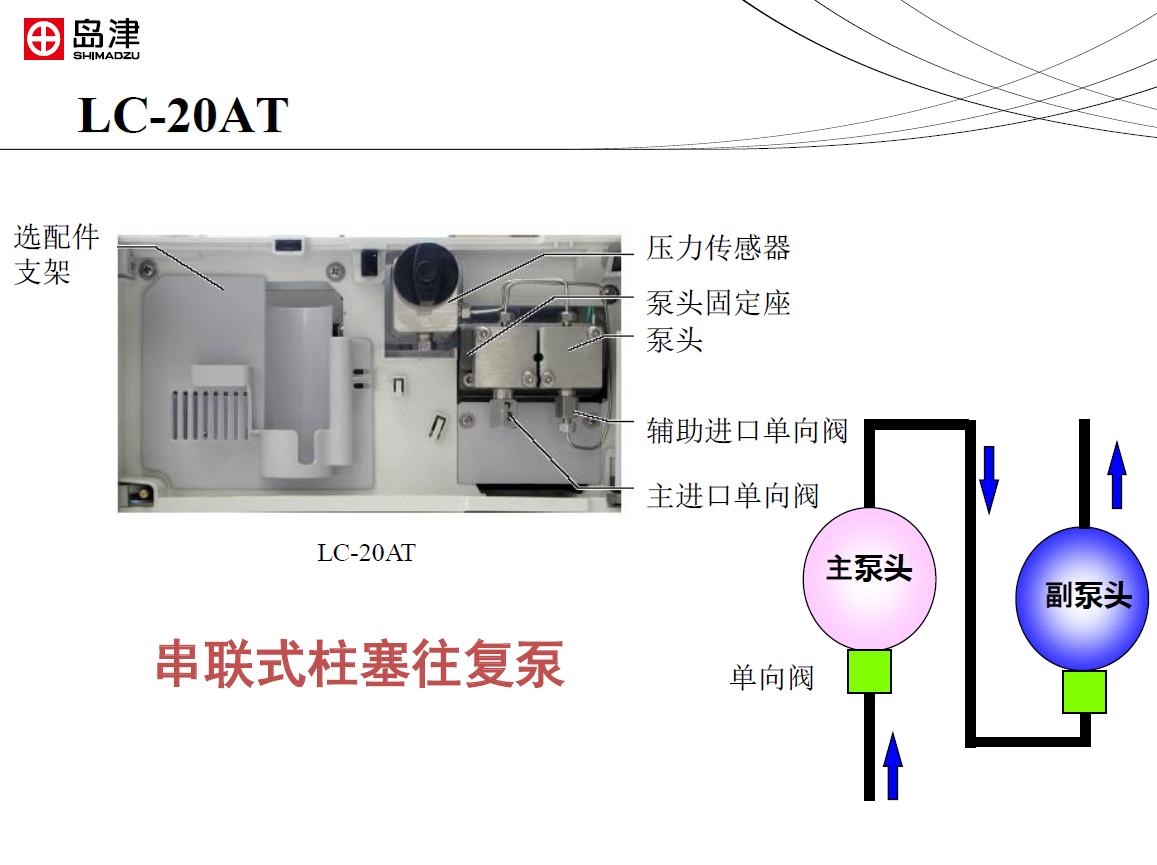 岛津
SHIMADZU
LC-20AT
选配件
支架
压力传感器
泵头固定座
泵头
辅助进口单向阀
主进口单向阀
LC-20AT
主泵头
副泵头
串联式柱塞往复泵
单向阀